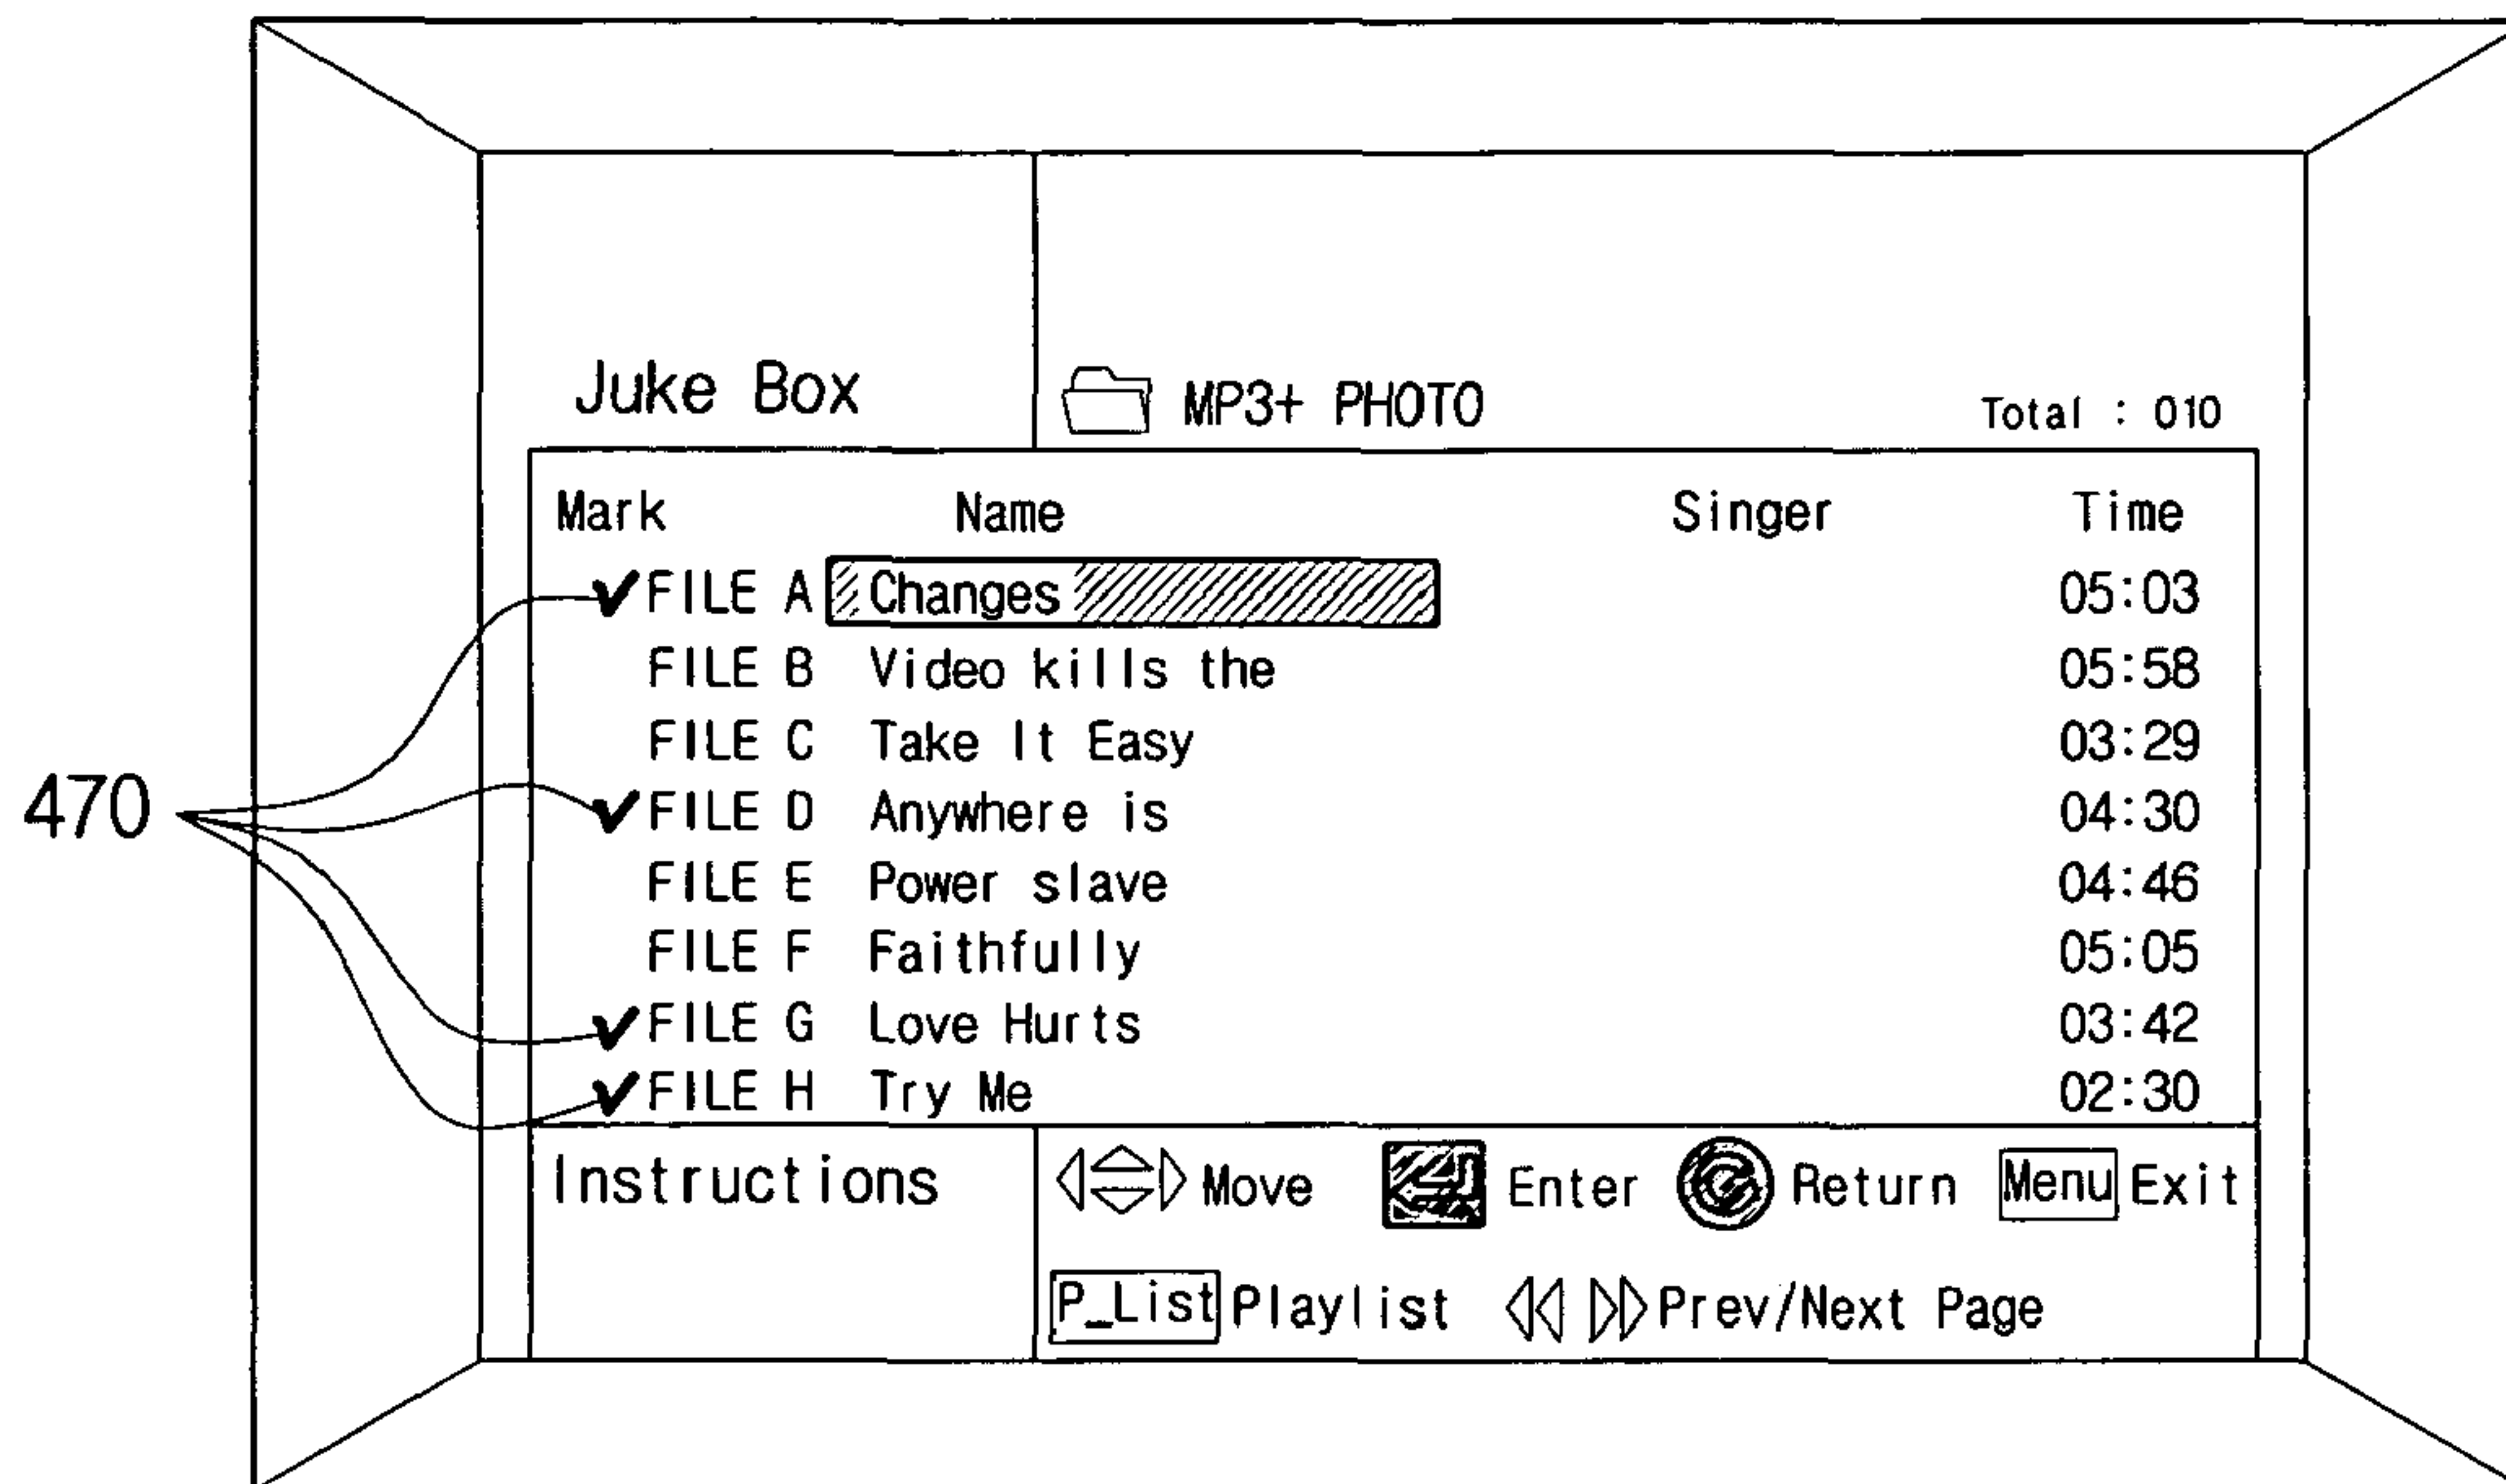 Juke Box MP3+ PHOTO Total : 010
Mark Name Singer Time
✔FILE A Changes 05:03
FILE B Video kills the 05:58
FILE C Take It Easy 03:29
470
✔FILE D Anywhere is 04:30
FILE E Power slave 04:46
FILE F Faithfully 05:05
✔FILE G Love Hurts 03:42
✔FILE H Try Me 02:30
Instructions Move Enter Return Menu Exit
P_List Playlist Prev/Next Page